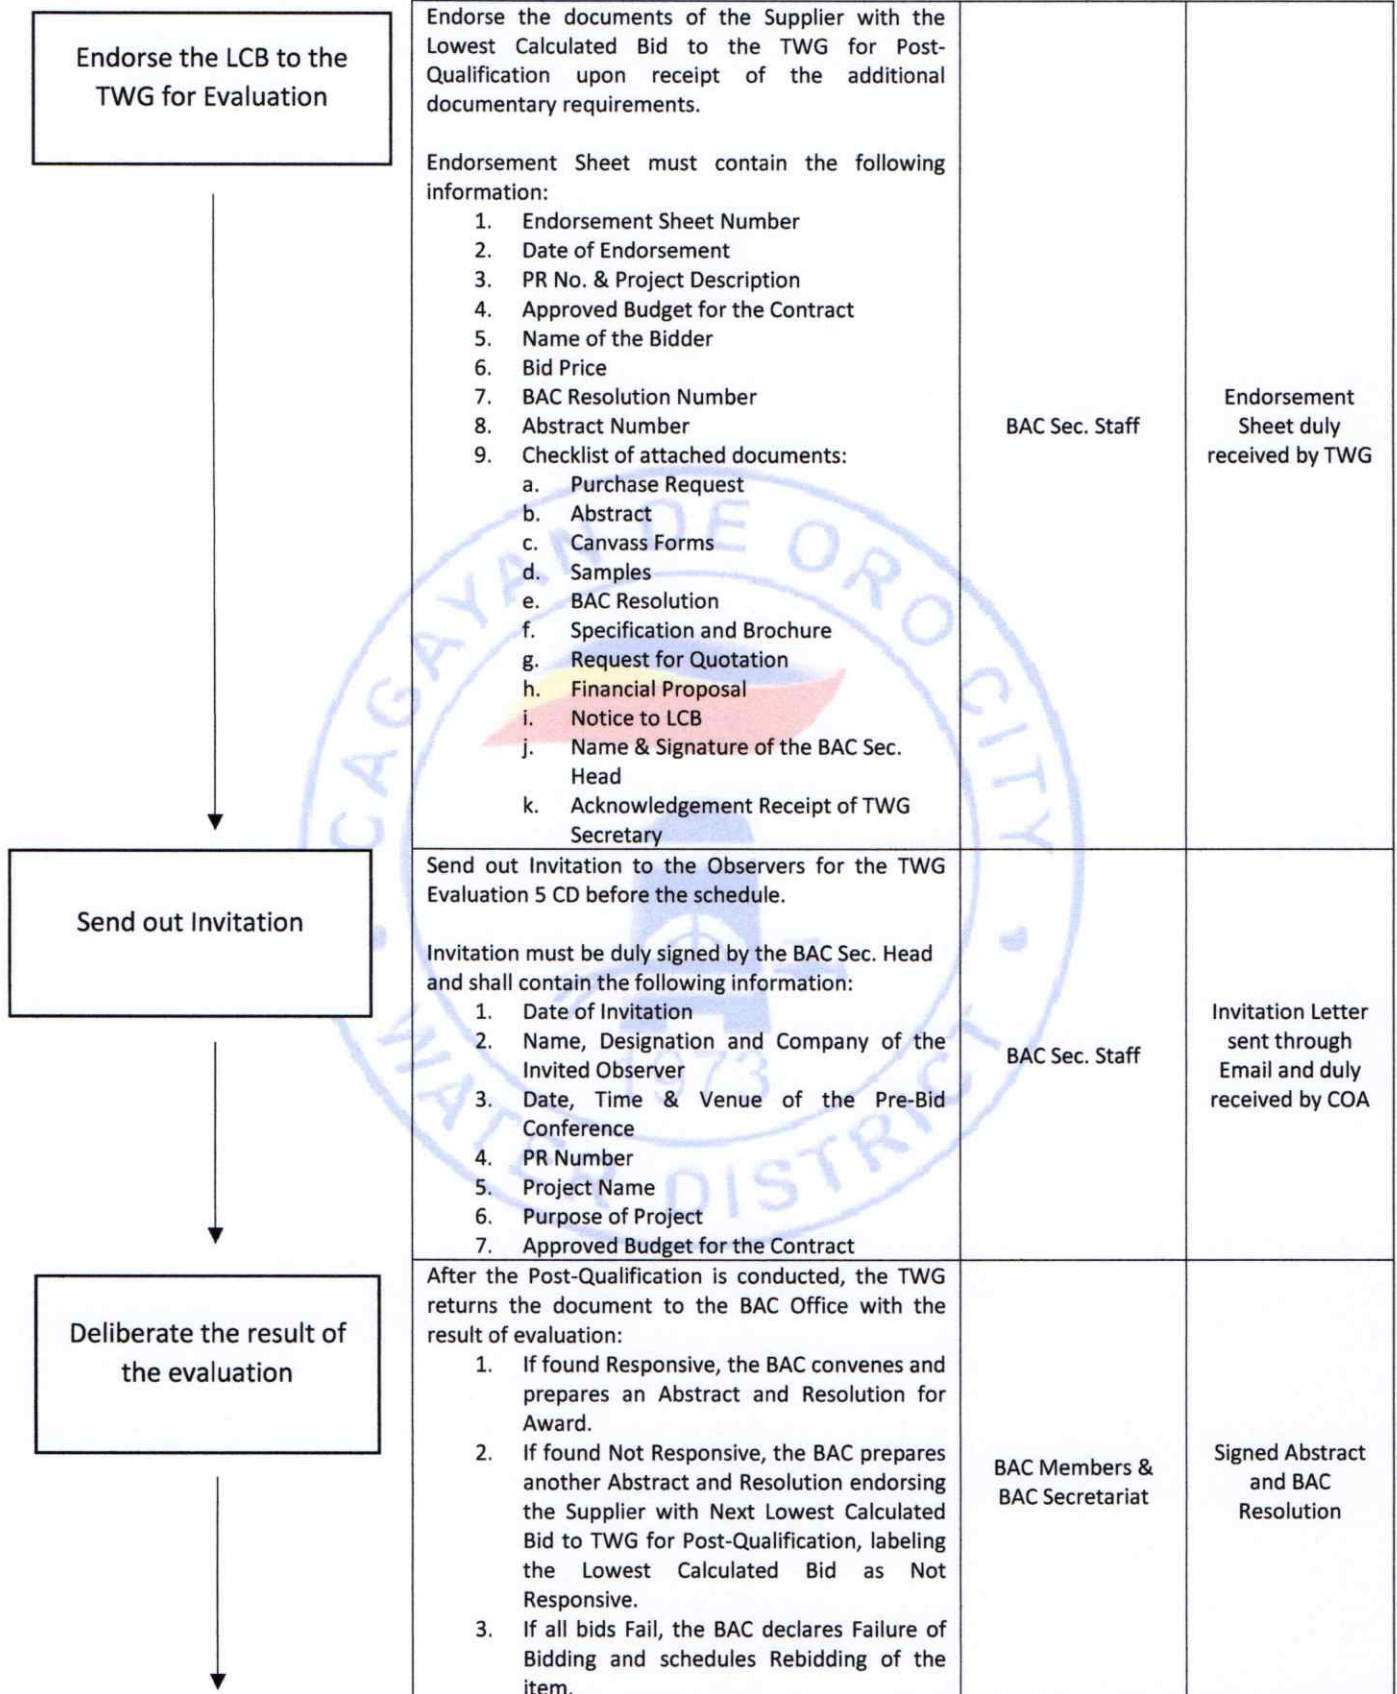 Endorse the LCB to the
TWG for Evaluation
Endorse the documents of the Supplier with the
Lowest Calculated Bid to the TWG for Post-
Qualification upon receipt of the additional
documentary requirements.
Endorsement Sheet must contain the following
information:
1. Endorsement Sheet Number
2. Date of Endorsement
3. PR No. & Project Description
4. Approved Budget for the Contract
5. Name of the Bidder
6. Bid Price
7. BAC Resolution Number
8. Abstract Number
9. Checklist of attached documents:
a. Purchase Request
b. Abstract
c. Canvass Forms
d. Samples
e. BAC Resolution
f. Specification and Brochure
g. Request for Quotation
h. Financial Proposal
i. Notice to LCB
j. Name & Signature of the BAC Sec.
Head
k. Acknowledgement Receipt of TWG
Secretary
BAC Sec. Staff
Endorsement
Sheet duly
received by TWG
Send out Invitation
Send out Invitation to the Observers for the TWG
Evaluation 5 CD before the schedule.
Invitation must be duly signed by the BAC Sec. Head
and shall contain the following information:
1. Date of Invitation
2. Name, Designation and Company of the
Invited Observer
3. Date, Time & Venue of the Pre-Bid
Conference
4. PR Number
5. Project Name
6. Purpose of Project
7. Approved Budget for the Contract
BAC Sec. Staff
Invitation Letter
sent through
Email and duly
received by COA
Deliberate the result of
the evaluation
After the Post-Qualification is conducted, the TWG
returns the document to the BAC Office with the
result of evaluation:
1. If found Responsive, the BAC convenes and
prepares an Abstract and Resolution for
Award.
2. If found Not Responsive, the BAC prepares
another Abstract and Resolution endorsing
the Supplier with Next Lowest Calculated
Bid to TWG for Post-Qualification, labeling
the Lowest Calculated Bid as Not
Responsive.
3. If all bids Fail, the BAC declares Failure of
Bidding and schedules Rebidding of the
item.
BAC Members &
BAC Secretariat
Signed Abstract
and BAC
Resolution
CAGAYAN DE ORO CITY
WATER DISTRICT
1973